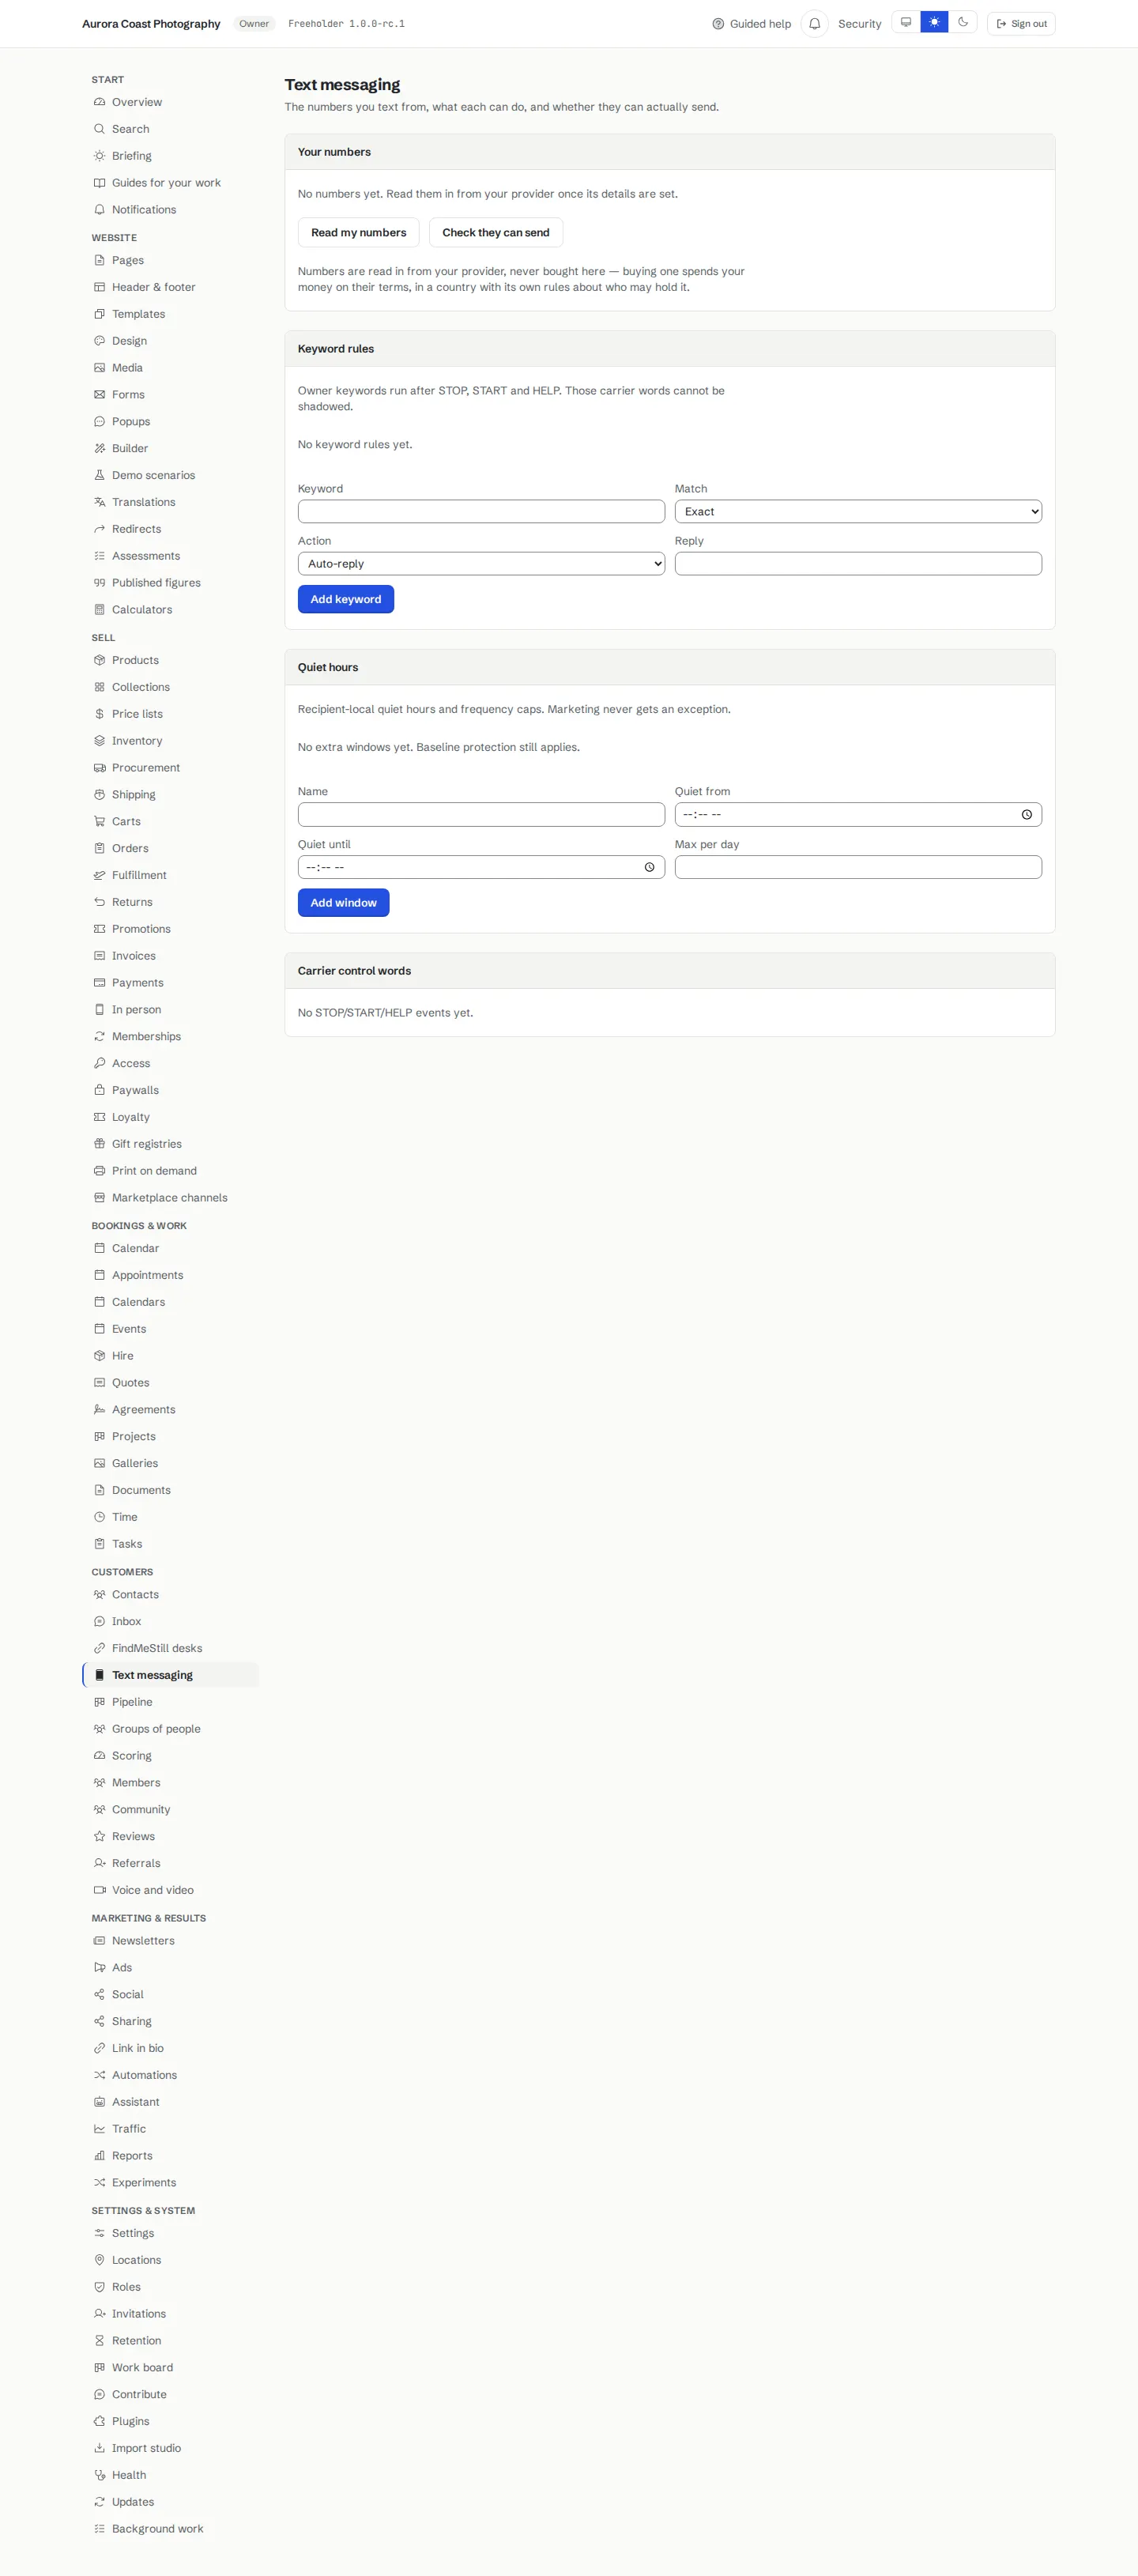 Aurora Coast Photography
Owner
Freeholder 1.0.0-rc.1
Guided help
Security
Sign out
START
Overview
Search
Briefing
Guides for your work
Notifications
WEBSITE
Pages
Header & footer
Templates
Design
Media
Forms
Popups
Builder
Demo scenarios
Translations
Redirects
Assessments
Published figures
Calculators
SELL
Products
Collections
Price lists
Inventory
Procurement
Shipping
Carts
Orders
Fulfillment
Returns
Promotions
Invoices
Payments
In person
Memberships
Access
Paywalls
Loyalty
Gift registries
Print on demand
Marketplace channels
BOOKINGS & WORK
Calendar
Appointments
Calendars
Events
Hire
Quotes
Agreements
Projects
Galleries
Documents
Time
Tasks
CUSTOMERS
Contacts
Inbox
FindMeStill desks
Text messaging
Pipeline
Groups of people
Scoring
Members
Community
Reviews
Referrals
Voice and video
MARKETING & RESULTS
Newsletters
Ads
Social
Sharing
Link in bio
Automations
Assistant
Traffic
Reports
Experiments
SETTINGS & SYSTEM
Settings
Locations
Roles
Invitations
Retention
Work board
Contribute
Plugins
Import studio
Health
Updates
Background work
Text messaging
The numbers you text from, what each can do, and whether they can actually send.
Your numbers
No numbers yet. Read them in from your provider once its details are set.
Read my numbers
Check they can send
Numbers are read in from your provider, never bought here — buying one spends your
money on their terms, in a country with its own rules about who may hold it.
Keyword rules
Owner keywords run after STOP, START and HELP. Those carrier words cannot be
shadowed.
No keyword rules yet.
Keyword
Match
Exact
Action
Reply
Auto-reply
Add keyword
Quiet hours
Recipient-local quiet hours and frequency caps. Marketing never gets an exception.
No extra windows yet. Baseline protection still applies.
Name
Quiet from
--:-- --
Quiet until
Max per day
--:-- --
Add window
Carrier control words
No STOP/START/HELP events yet.